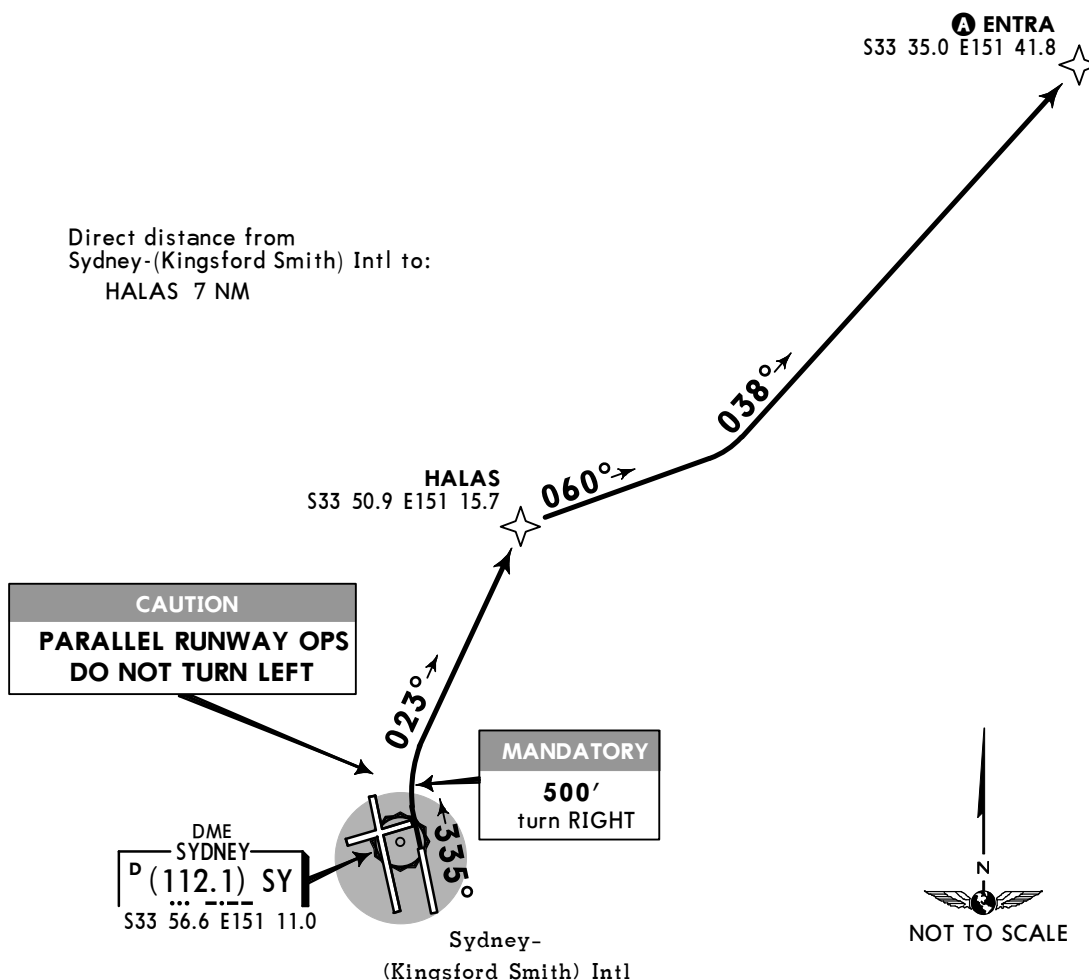 🅐 ENTRA
S33 35.0 E151 41.8
Direct distance from
Sydney-(Kingsford Smith) Intl to:
HALAS 7 NM
038°
HALAS
S33 50.9 E151 15.7
060°
CAUTION
PARALLEL RUNWAY OPS
DO NOT TURN LEFT
023°
MANDATORY
500'
turn RIGHT
335°
DME
SYDNEY
D (112.1) SY
S33 56.6 E151 11.0
Sydney-
(Kingsford Smith) Intl
N
NOT TO SCALE